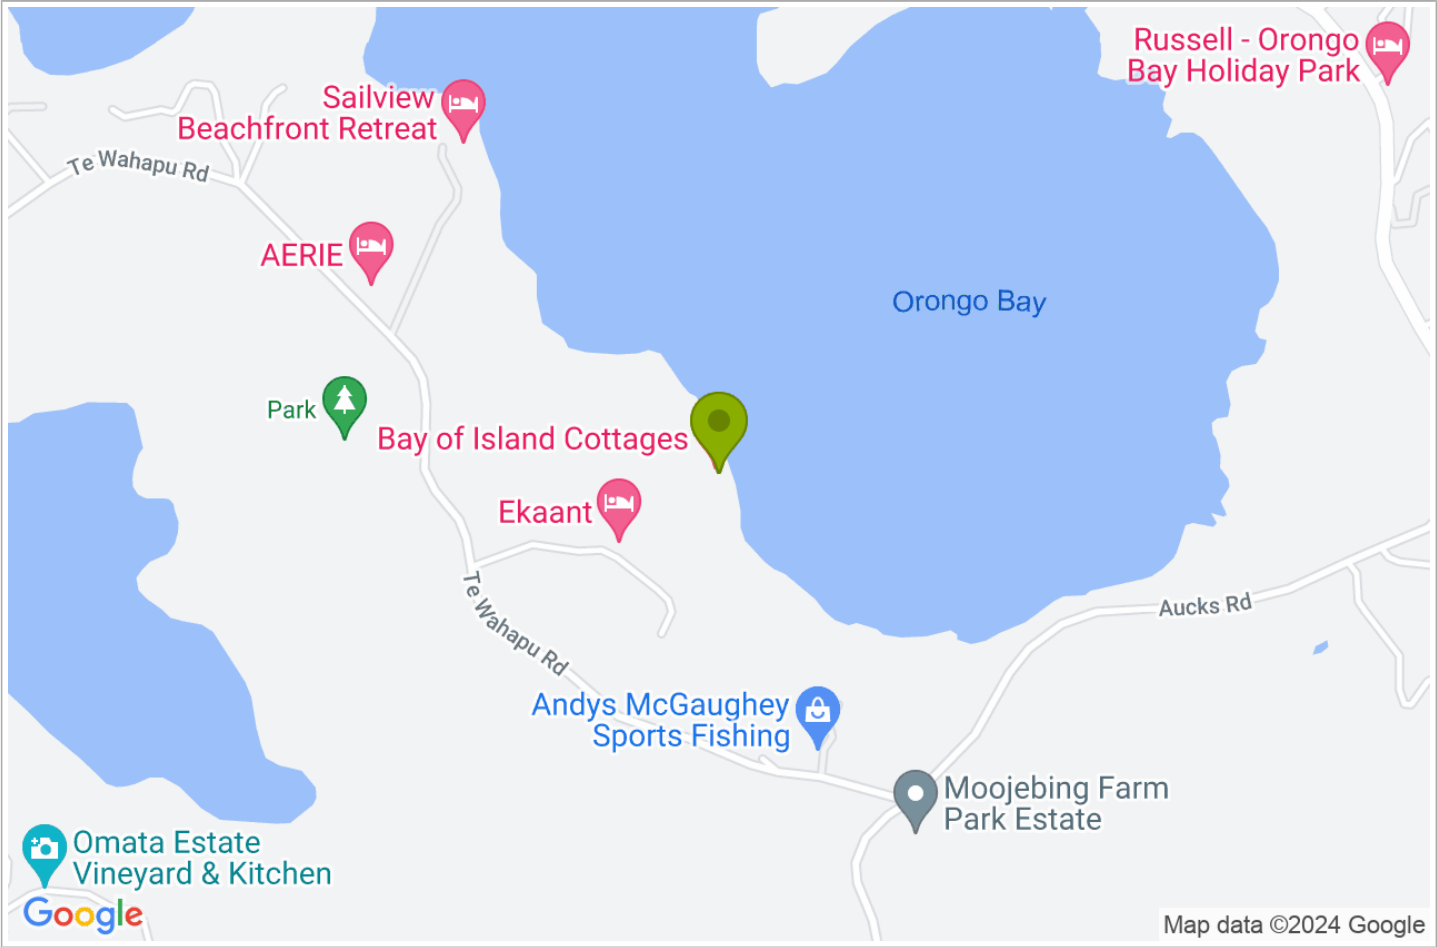 Russell - Orongo
Bay Holiday Park
Sailview
Beachfront Retreat
Te Wahapu Rd
AERIE
Orongo Bay
Park
Bay of Island Cottages
Ekaant
Te Wahapu Rd
Aucks Rd
Andys McGaughey
Sports Fishing
Moojebing Farm
Park Estate
Omata Estate
Vineyard & Kitchen
Google
Map data ©2024 Google